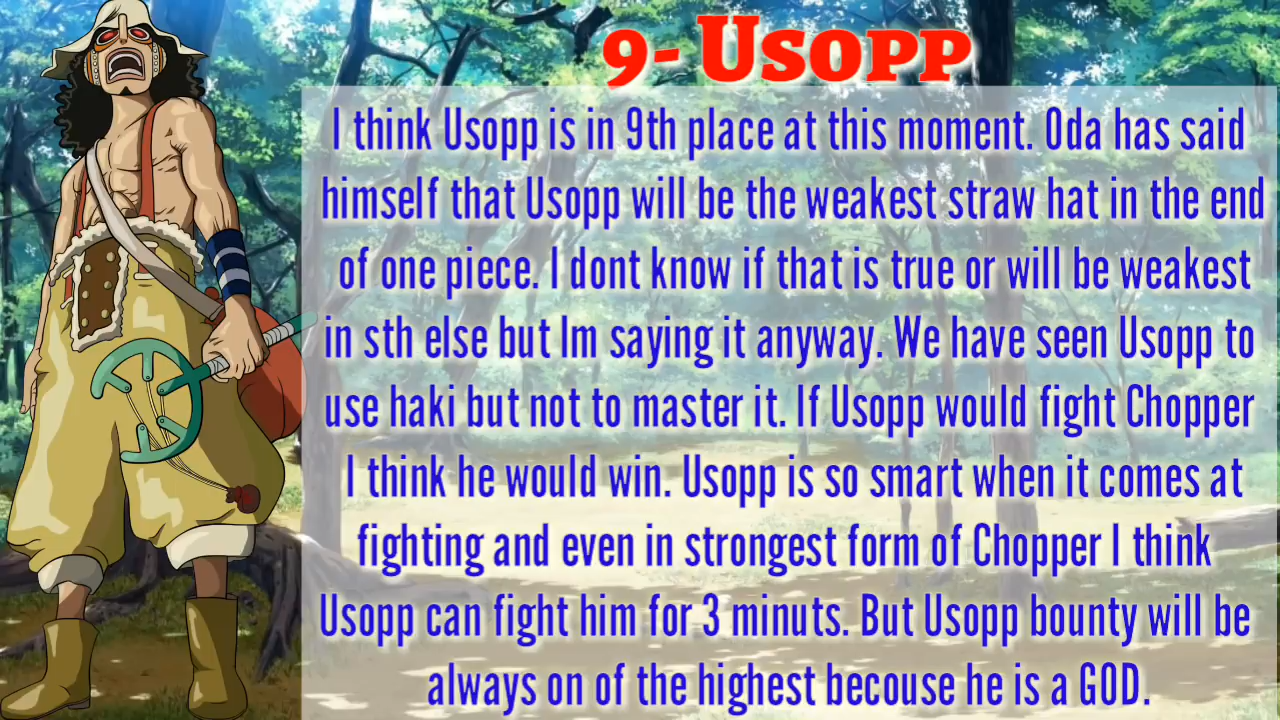 9- Usopp
I think Usopp is in 9th place at this moment. Oda has said
himself that Usopp will be the weakest straw hat in the end
of one piece. I dont know if that is true or will be weakest
in sth else but Im saying it anyway. We have seen Usopp to
use haki but not to master it. If Usopp would fight Chopper
I think he would win. Usopp is so smart when it comes at
fighting and even in strongest form of Chopper I think
Usopp can fight him for 3 minuts. But Usopp bounty will be
always on of the highest becouse he is a GOD.